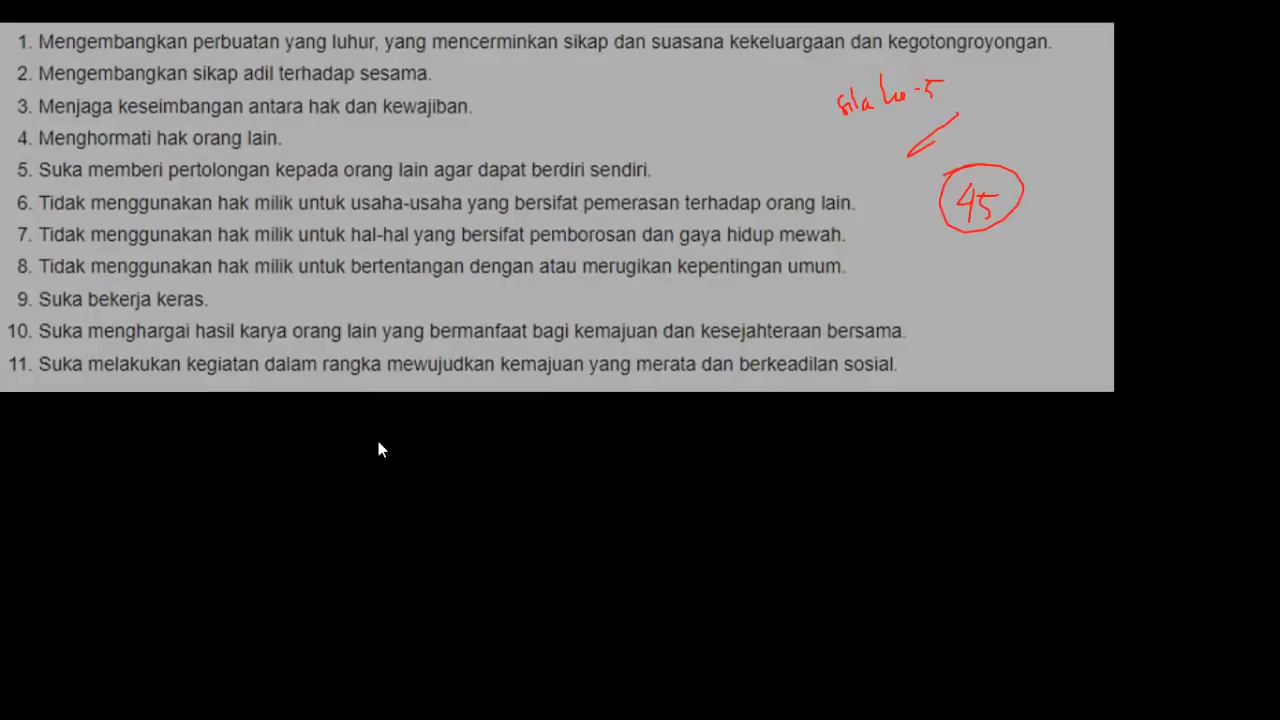 1. Mengembangkan perbuatan yang luhur, yang mencerminkan sikap dan suasana kekeluargaan dan kegotongroyongan.
2. Mengembangkan sikap adil terhadap sesama.
sila ke-5
3. Menjaga keseimbangan antara hak dan kewajiban.
4. Menghormati hak orang lain.
5. Suka memberi pertolongan kepada orang lain agar dapat berdiri sendiri.
6. Tidak menggunakan hak milik untuk usaha-usaha yang bersifat pemerasan terhadap orang lain.
45
7. Tidak menggunakan hak milik untuk hal-hal yang bersifat pemborosan dan gaya hidup mewah.
8. Tidak menggunakan hak milik untuk bertentangan dengan atau merugikan kepentingan umum.
9. Suka bekerja keras.
10. Suka menghargai hasil karya orang lain yang bermanfaat bagi kemajuan dan kesejahteraan bersama.
11. Suka melakukan kegiatan dalam rangka mewujudkan kemajuan yang merata dan berkeadilan sosial.